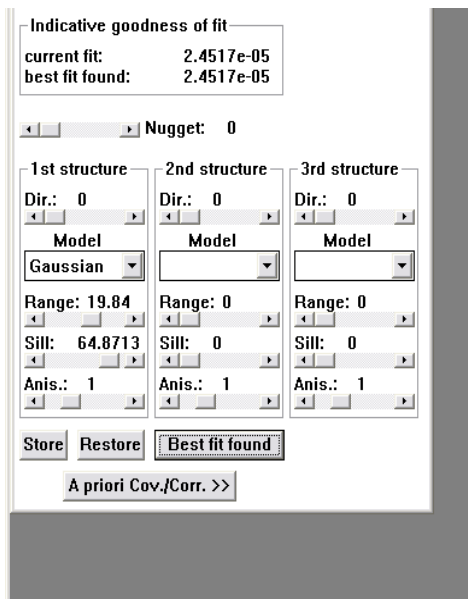 Indicative goodness of fit
current fit: 2.4517e-05
best fit found: 2.4517e-05
Nugget: 0
1st structure 2nd structure 3rd structure
Dir.: 0 Dir.: 0 Dir.: 0
Model Model Model
Gaussian
Range: 19.84 Range: 0 Range: 0
Sill: 64.8713 Sill: 0 Sill: 0
Anis.: 1 Anis.: 1 Anis.: 1
Store Restore Best fit found
A priori Cov./Corr. >>